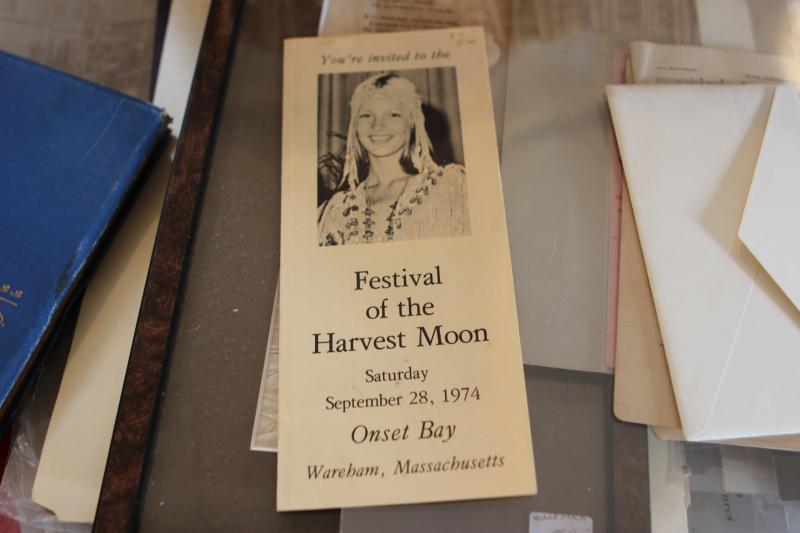 You're invited to the
Festival
of the
Harvest Moon
Saturday
September 28, 1974
Onset Bay
Wareham, Massachusetts